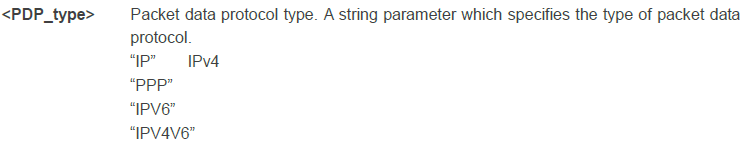 <PDP_type> Packet data protocol type. A string parameter which specifies the type of packet data
protocol.
“IP” IPv4
“PPP”
“IPV6”
“IPV4V6”